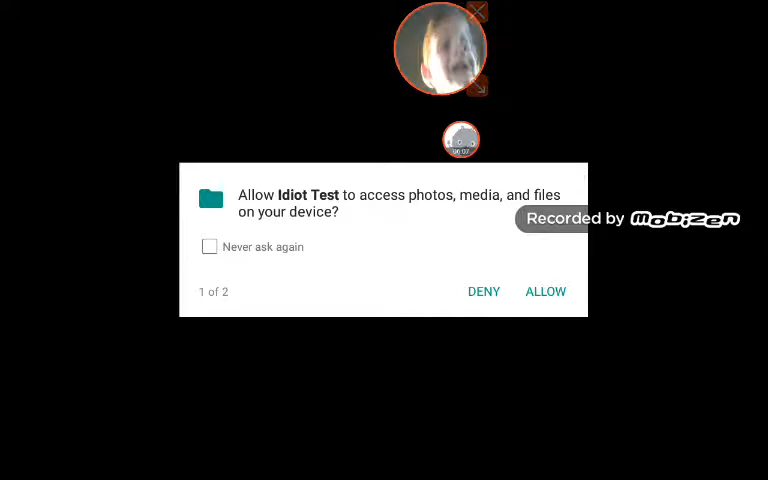 Allow Idiot Test to access photos, media, and files
on your device?
Recorded by Mobizen
Never ask again
1 of 2
DENY
ALLOW